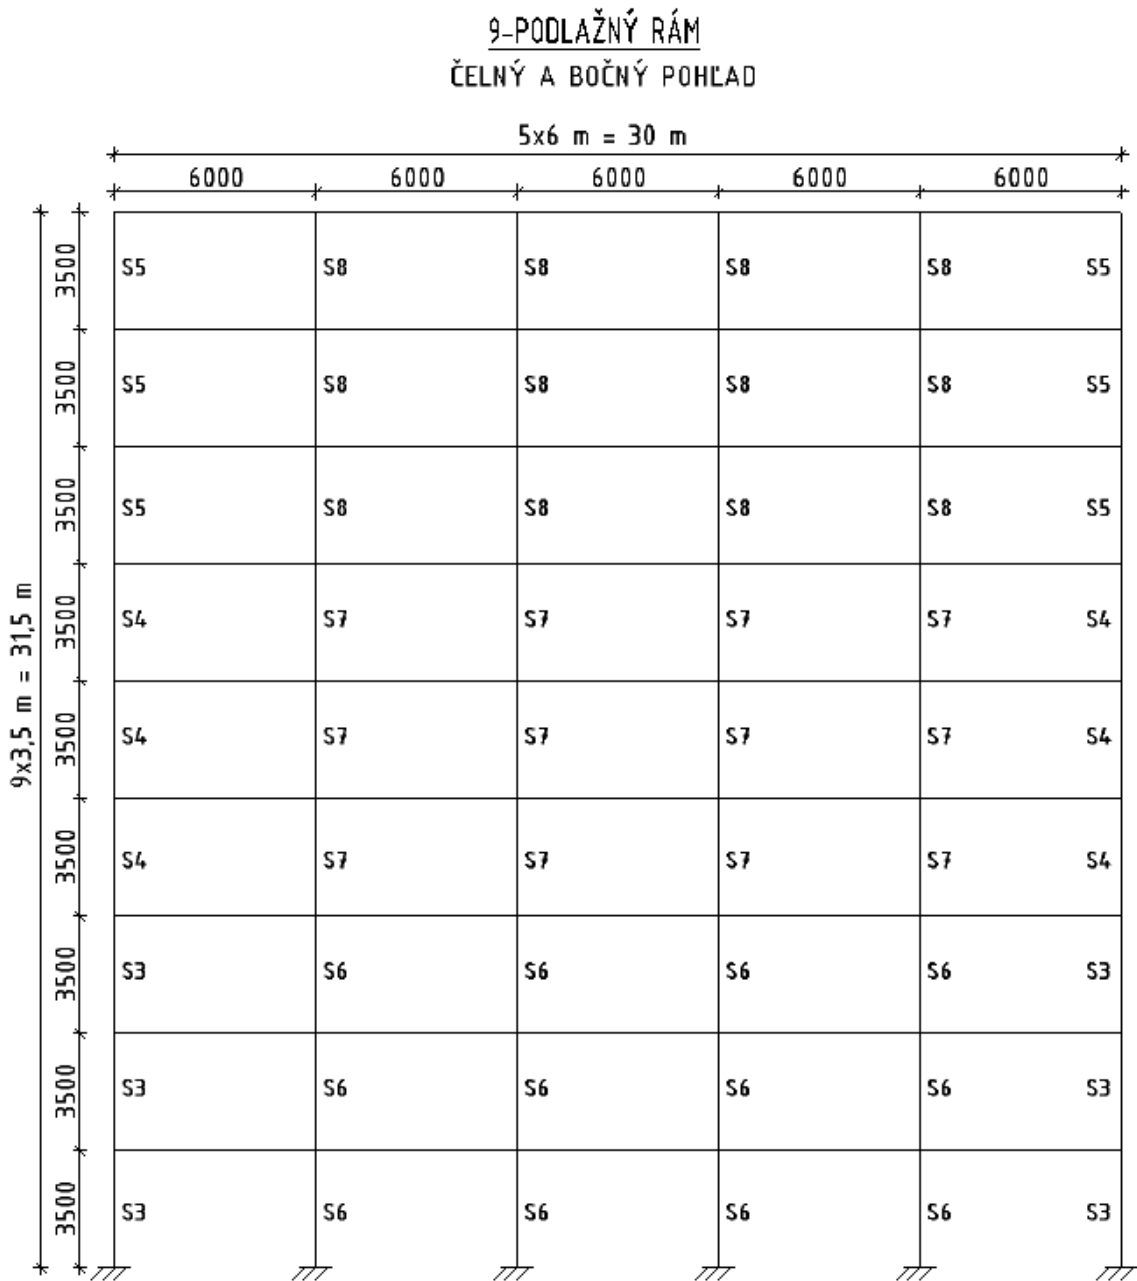 9-PODLAŽNÝ RÁM
ČELNÝ A BOČNÝ POHĽAD
5x6 m = 30 m
6000 6000 6000 6000 6000
9x3,5 m = 31,5 m
3500 S5 S8 S8 S8 S8 S5
3500 S5 S8 S8 S8 S8 S5
3500 S5 S8 S8 S8 S8 S5
3500 S4 S7 S7 S7 S7 S4
3500 S4 S7 S7 S7 S7 S4
3500 S4 S7 S7 S7 S7 S4
3500 S3 S6 S6 S6 S6 S3
3500 S3 S6 S6 S6 S6 S3
3500 S3 S6 S6 S6 S6 S3